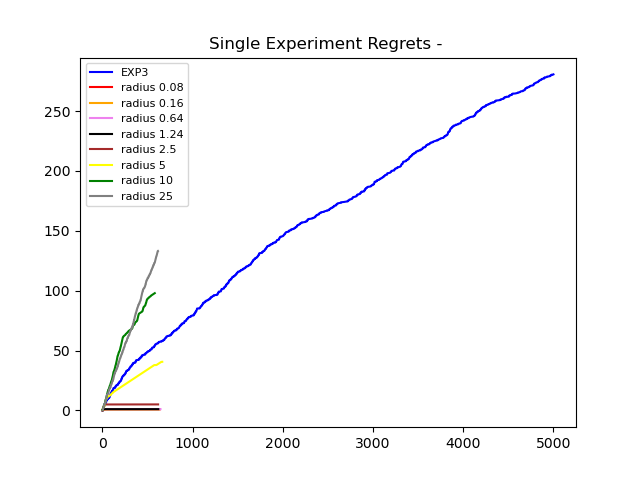 Single Experiment Regrets -
EXP3
radius 0.08
radius 0.16
radius 0.64
radius 1.24
radius 2.5
radius 5
radius 10
radius 25
250
200
150
100
50
0
0 1000 2000 3000 4000 5000